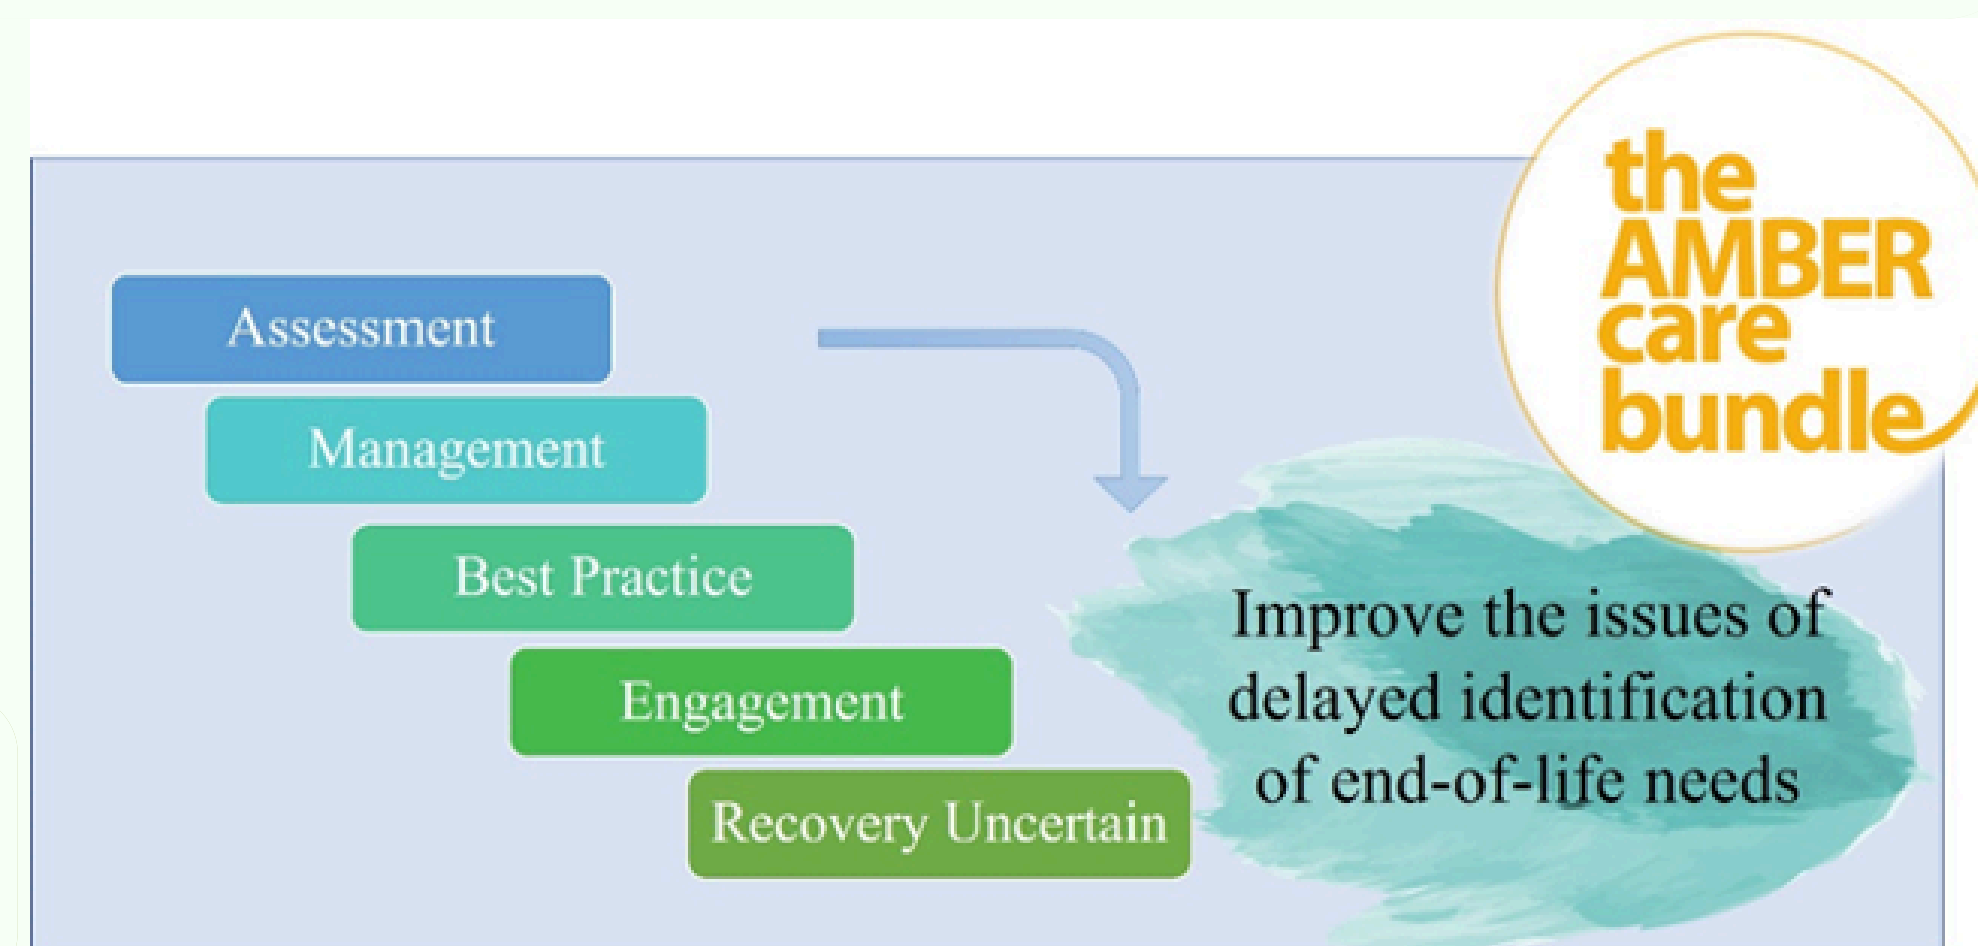 the
AMBER
care
bundle
Assessment
Management
Best Practice
Engagement
Recovery Uncertain
Improve the issues of
delayed identification
of end-of-life needs